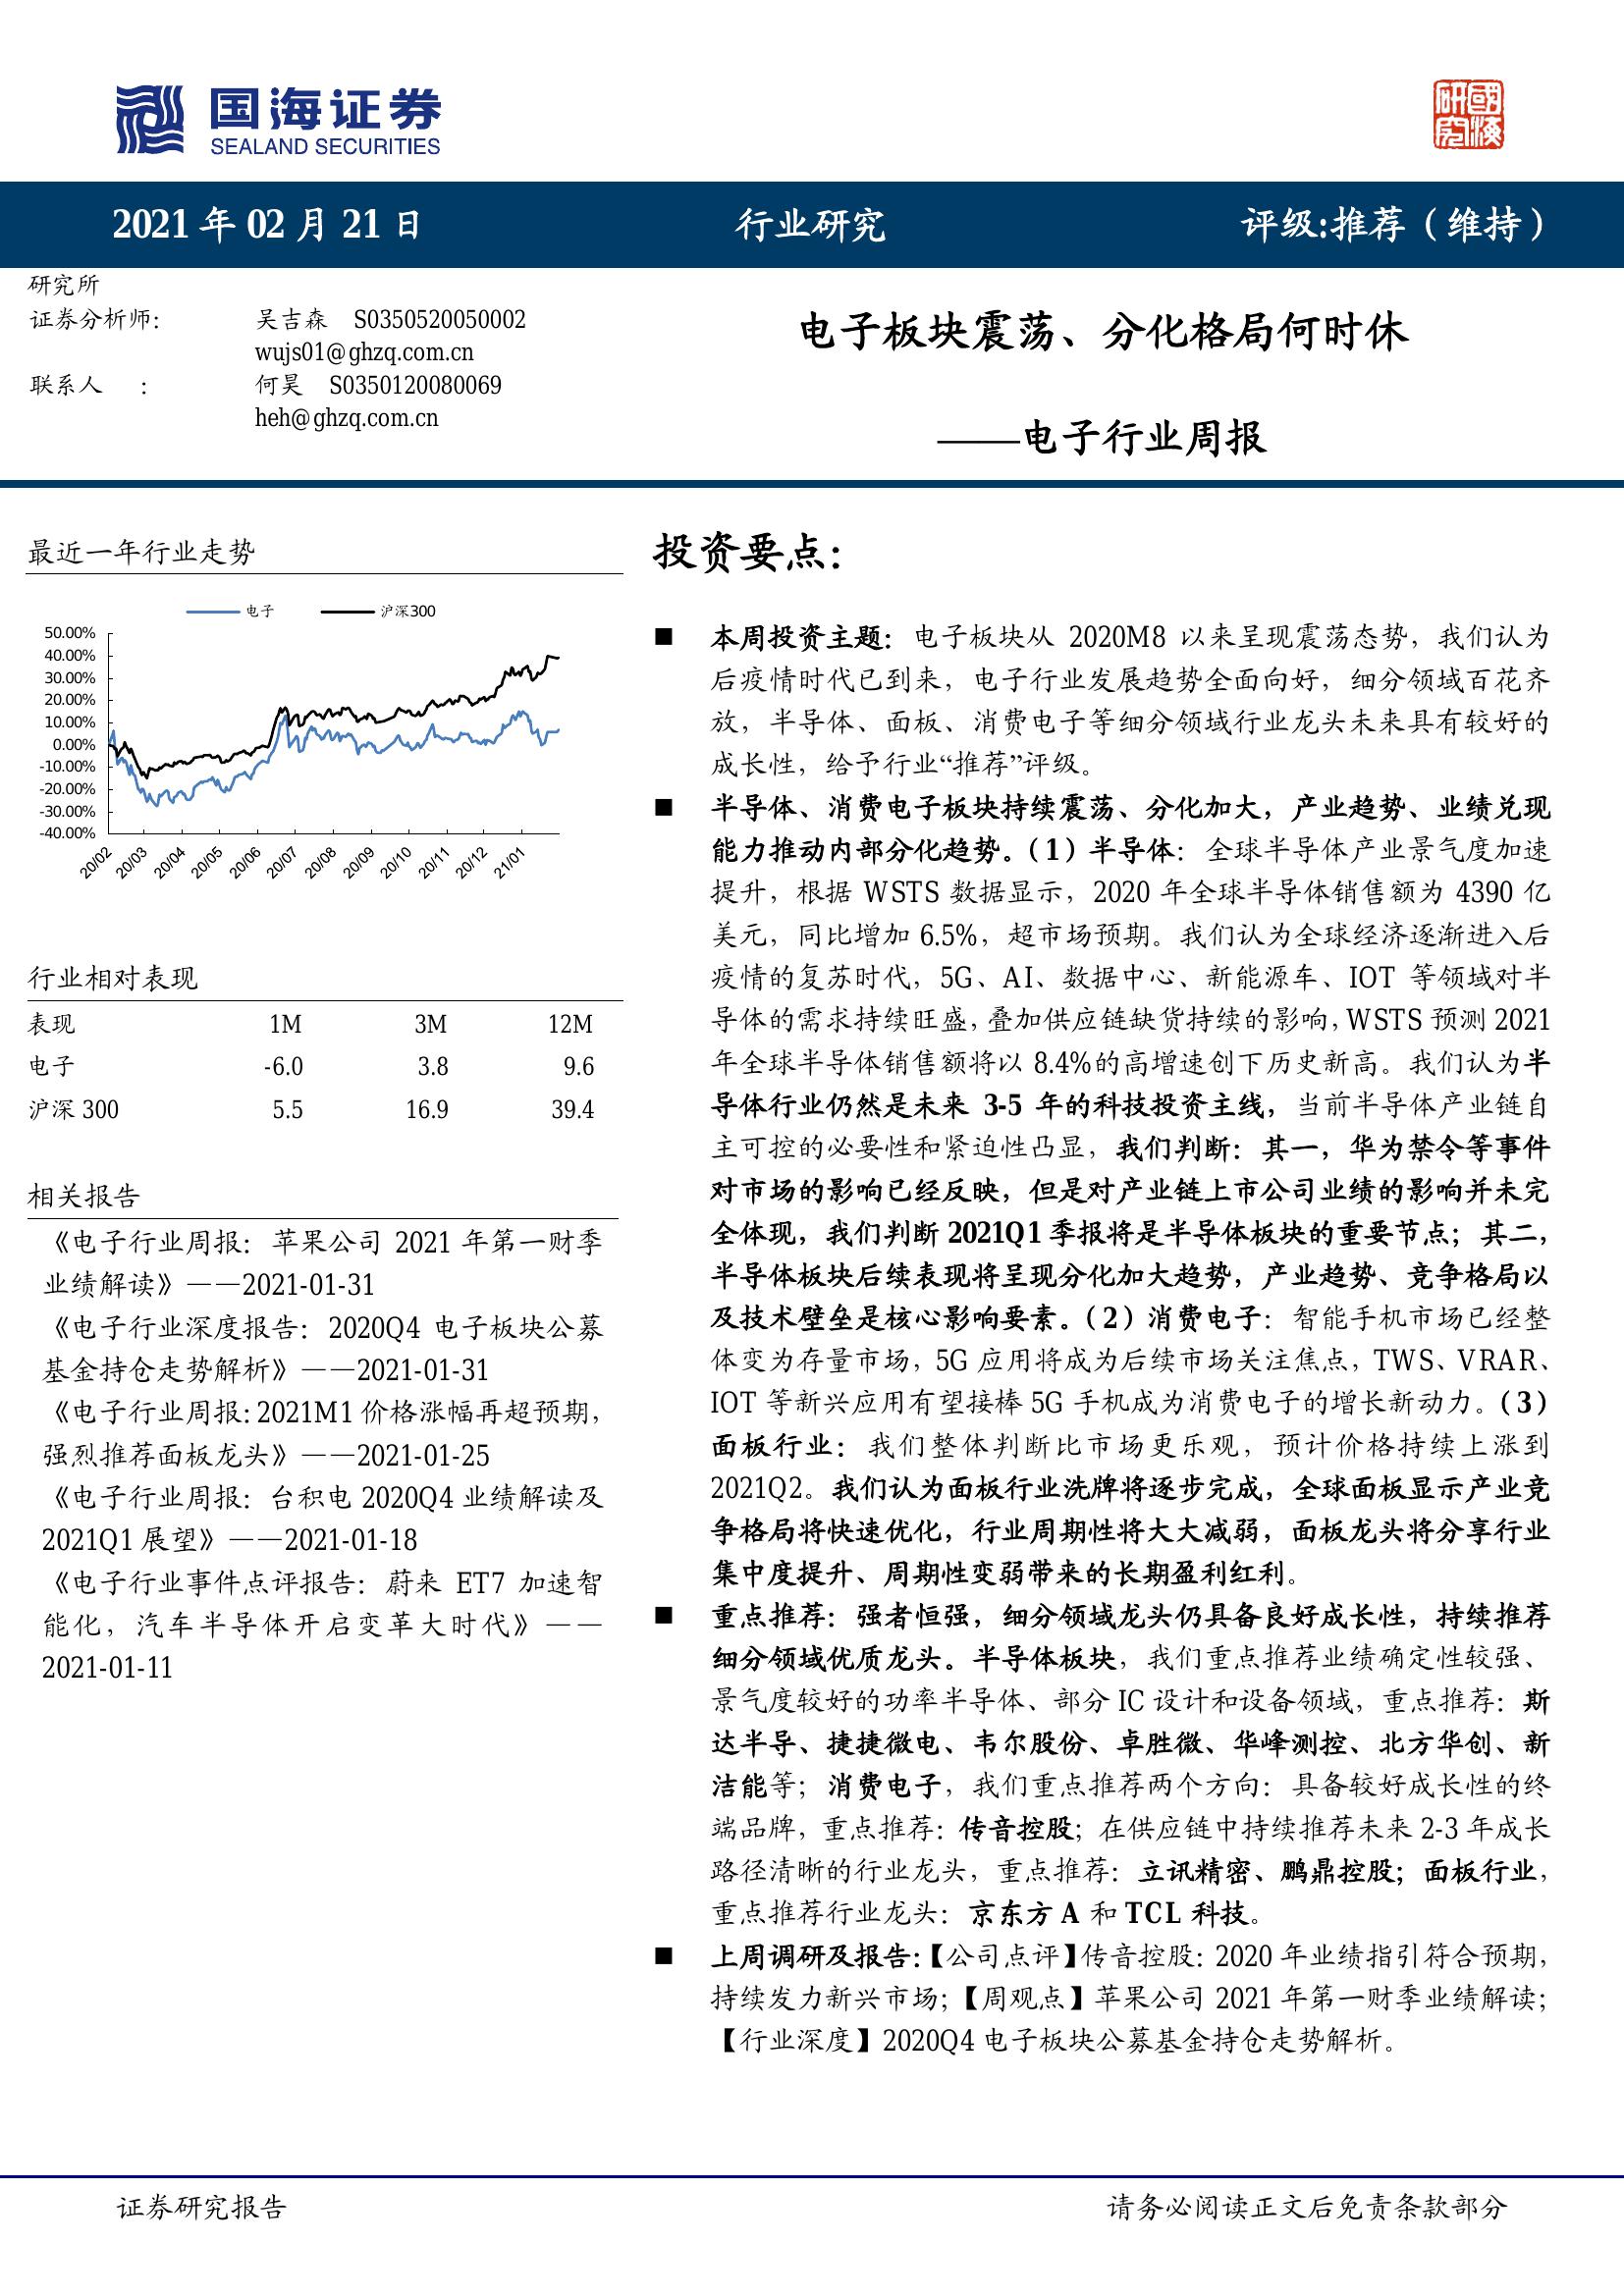 国海证券
SEALAND SECURITIES
研國
究海
2021 年 02 月 21 日
行业研究
评级:推荐（维持）
研究所
证券分析师: 吴吉森 S0350520050002
wujs01@ghzq.com.cn
联系人 : 何昊 S0350120080069
heh@ghzq.com.cn
电子板块震荡、分化格局何时休
——电子行业周报
最近一年行业走势
电子 沪深300
50.00%
40.00%
30.00%
20.00%
10.00%
0.00%
-10.00%
-20.00%
-30.00%
-40.00%
20/02 20/03 20/04 20/05 20/06 20/07 20/08 20/09 20/10 20/11 20/12 21/01
行业相对表现
表现 1M 3M 12M
电子 -6.0 3.8 9.6
沪深 300 5.5 16.9 39.4
相关报告
《电子行业周报：苹果公司 2021 年第一财季
业绩解读》——2021-01-31
《电子行业深度报告：2020Q4 电子板块公募
基金持仓走势解析》——2021-01-31
《电子行业周报:2021M1 价格涨幅再超预期，
强烈推荐面板龙头》——2021-01-25
《电子行业周报：台积电 2020Q4 业绩解读及
2021Q1 展望》——2021-01-18
《电子行业事件点评报告：蔚来 ET7 加速智
能化，汽车半导体开启变革大时代》——
2021-01-11
投资要点：
■ 本周投资主题：电子板块从 2020M8 以来呈现震荡态势，我们认为
后疫情时代已到来，电子行业发展趋势全面向好，细分领域百花齐
放，半导体、面板、消费电子等细分领域行业龙头未来具有较好的
成长性，给予行业“推荐”评级。
■ 半导体、消费电子板块持续震荡、分化加大，产业趋势、业绩兑现
能力推动内部分化趋势。（1）半导体：全球半导体产业景气度加速
提升，根据 WSTS 数据显示，2020 年全球半导体销售额为 4390 亿
美元，同比增加 6.5%，超市场预期。我们认为全球经济逐渐进入后
疫情的复苏时代，5G、AI、数据中心、新能源车、IOT 等领域对半
导体的需求持续旺盛，叠加供应链缺货持续的影响，WSTS 预测 2021
年全球半导体销售额将以 8.4%的高增速创下历史新高。我们认为半
导体行业仍然是未来 3-5 年的科技投资主线，当前半导体产业链自
主可控的必要性和紧迫性凸显，我们判断：其一，华为禁令等事件
对市场的影响已经反映，但是对产业链上市公司业绩的影响并未完
全体现，我们判断 2021Q1 季报将是半导体板块的重要节点；其二，
半导体板块后续表现将呈现分化加大趋势，产业趋势、竞争格局以
及技术壁垒是核心影响要素。（2）消费电子：智能手机市场已经整
体变为存量市场，5G 应用将成为后续市场关注焦点，TWS、VRAR、
IOT 等新兴应用有望接棒 5G 手机成为消费电子的增长新动力。（3）
面板行业：我们整体判断比市场更乐观，预计价格持续上涨到
2021Q2。我们认为面板行业洗牌将逐步完成，全球面板显示产业竞
争格局将快速优化，行业周期性将大大减弱，面板龙头将分享行业
集中度提升、周期性变弱带来的长期盈利红利。
■ 重点推荐：强者恒强，细分领域龙头仍具备良好成长性，持续推荐
细分领域优质龙头。半导体板块，我们重点推荐业绩确定性较强、
景气度较好的功率半导体、部分 IC 设计和设备领域，重点推荐：斯
达半导、捷捷微电、韦尔股份、卓胜微、华峰测控、北方华创、新
洁能等；消费电子，我们重点推荐两个方向：具备较好成长性的终
端品牌，重点推荐：传音控股；在供应链中持续推荐未来 2-3 年成长
路径清晰的行业龙头，重点推荐：立讯精密、鹏鼎控股；面板行业，
重点推荐行业龙头：京东方 A 和 TCL 科技。
■ 上周调研及报告:【公司点评】传音控股：2020 年业绩指引符合预期，
持续发力新兴市场；【周观点】苹果公司 2021 年第一财季业绩解读；
【行业深度】2020Q4 电子板块公募基金持仓走势解析。
证券研究报告
请务必阅读正文后免责条款部分